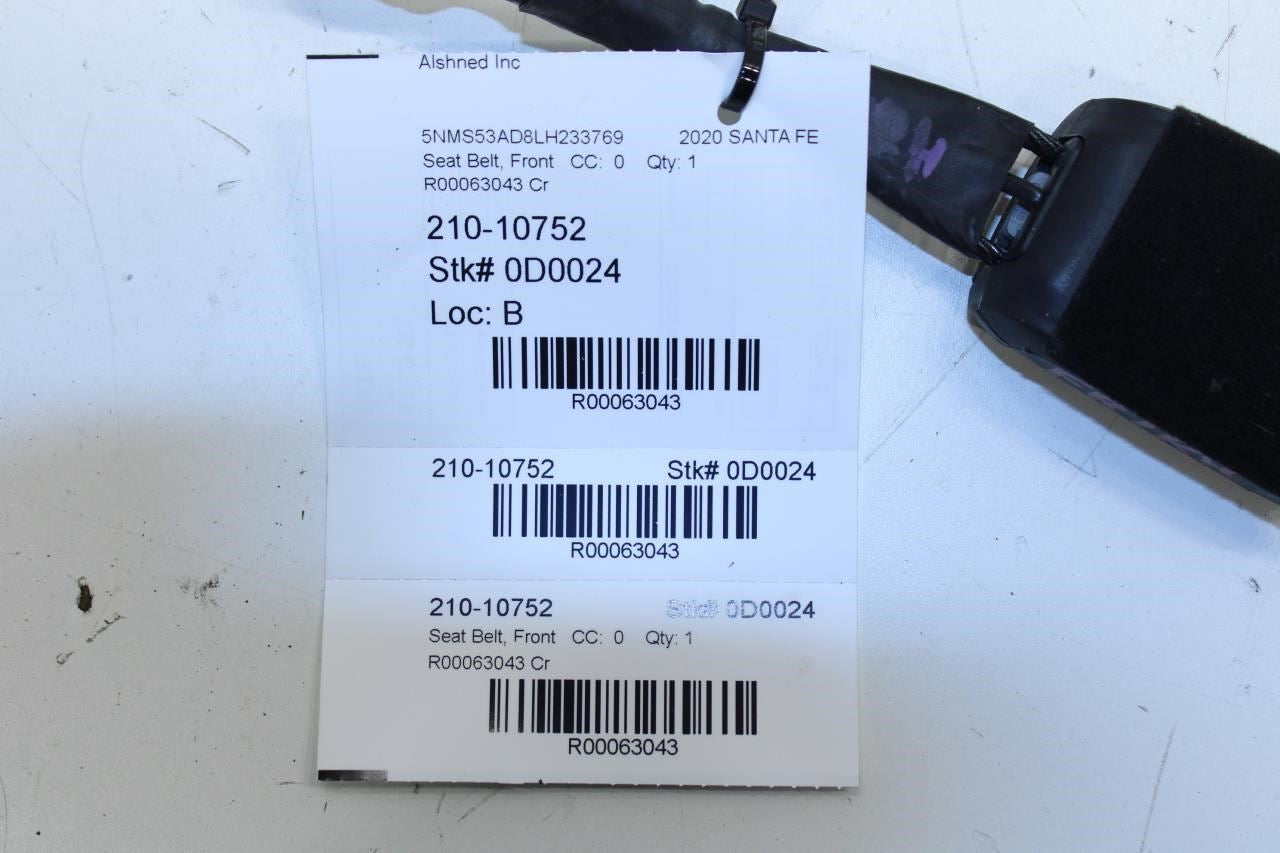 Alshned Inc
5NMS53AD8LH233769 2020 SANTA FE
Seat Belt, Front CC: 0 Qty: 1
R00063043 Cr
210-10752
Stk# 0D0024
Loc: B
R00063043
210-10752 Stk# 0D0024
R00063043
210-10752 Stk# 0D0024
Seat Belt, Front CC: 0 Qty: 1
R00063043 Cr
R00063043